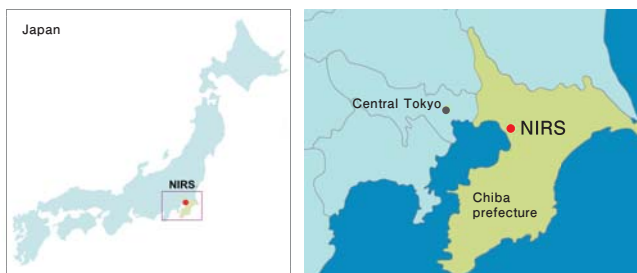 Japan
NIRS
Central Tokyo
NIRS
Chiba
prefecture